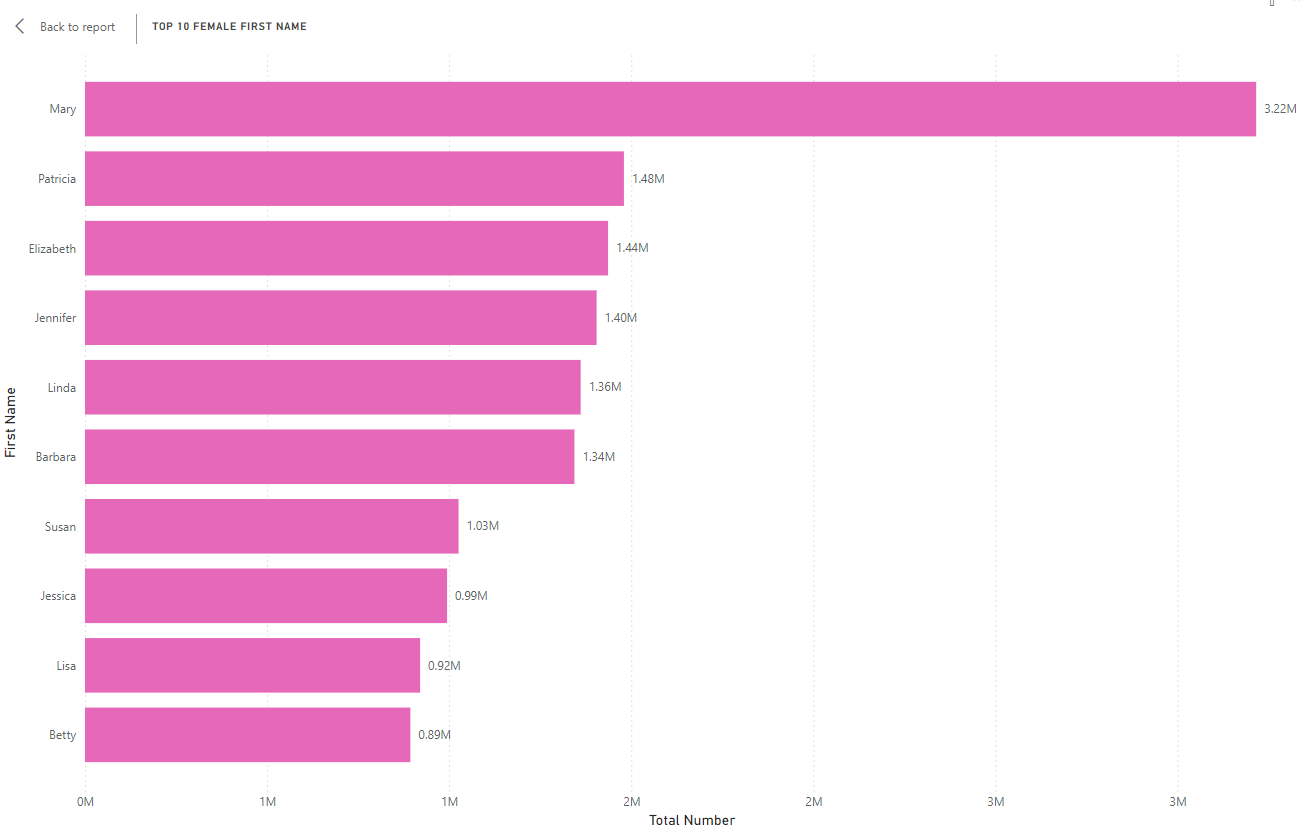 Back to report
TOP 10 FEMALE FIRST NAME
Mary 3.22M
Patricia 1.48M
Elizabeth 1.44M
Jennifer 1.40M
Linda 1.36M
First Name
Barbara 1.34M
Susan 1.03M
Jessica 0.99M
Lisa 0.92M
Betty 0.89M
0M 1M 1M 2M 2M 3M 3M
Total Number